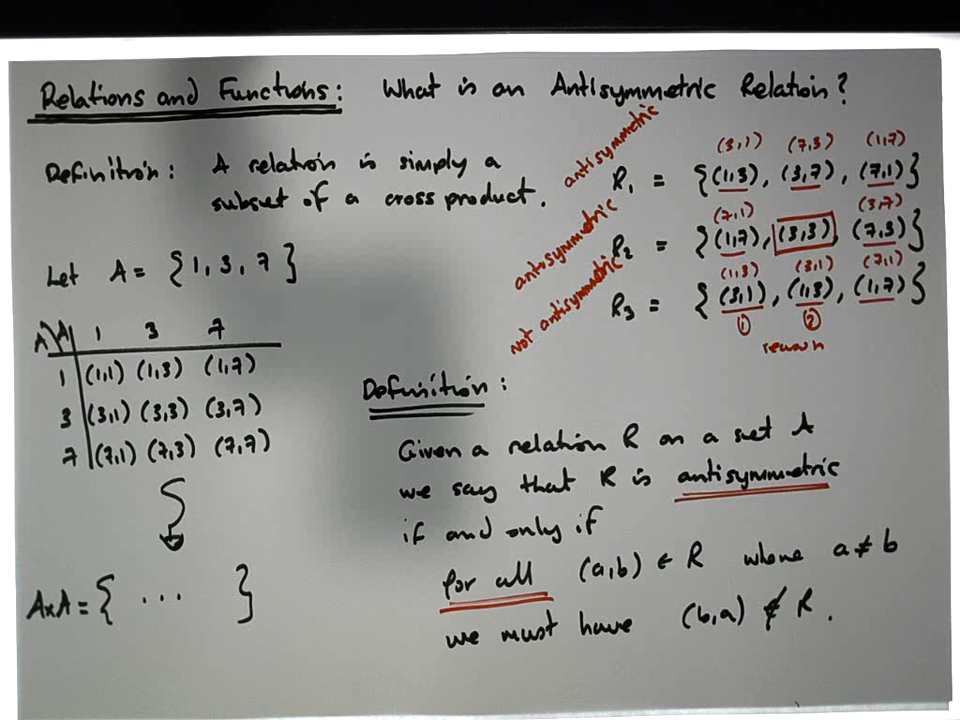 Relations and Functions: What is an Antisymmetric Relation?
Definition: A relation is simply a
subset of a cross product.
Let A = {1, 3, 7}
A\A 1 3 7
1 (1,1) (1,3) (1,7)
3 (3,1) (3,3) (3,7)
7 (7,1) (7,3) (7,7)
A×A = { ... }
antisymmetric
(3,1) (7,3) (1,7)
R₁ = {(1,3), (3,7), (7,1)}
antisymmetric
(7,1) (3,7)
R₂ = {(1,7), (3,3), (7,3)}
not antisymmetric
(1,3) (3,1) (7,1)
R₃ = {(3,1), (1,3), (1,7)}
① ②
Definition:
Given a relation R on a set A
we say that R is antisymmetric
if and only if
for all (a,b) ∈ R where a ≠ b
we must have (b,a) ∉ R.